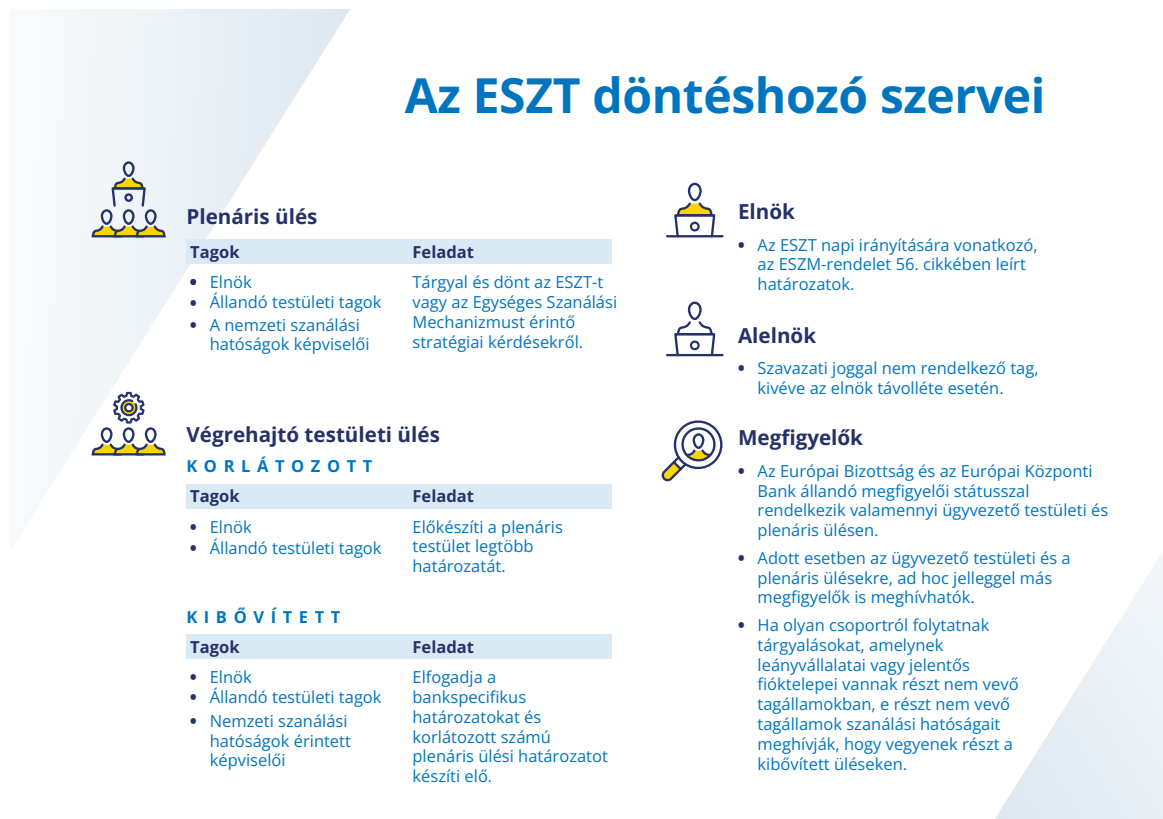 Az ESZT döntéshozó szervei
Plenáris ülés
Tagok Feladat
• Elnök
• Állandó testületi tagok
• A nemzeti szanálási
hatóságok képviselői
Tárgyal és dönt az ESZT-t
vagy az Egységes Szanálási
Mechanizmust érintő
stratégiai kérdésekről.
Végrehajtó testületi ülés
KORLÁTOZOTT
Tagok Feladat
• Elnök
• Állandó testületi tagok
Előkészíti a plenáris
testület legtöbb
határozatát.
KIBŐVÍTETT
Tagok Feladat
• Elnök
• Állandó testületi tagok
• Nemzeti szanálási
hatóságok érintett
képviselői
Elfogadja a
bankspecifikus
határozatokat és
korlátozott számú
plenáris ülési határozatot
készíti elő.
Elnök
• Az ESZT napi irányítására vonatkozó,
az ESZM-rendelet 56. cikkében leírt
határozatok.
Alelnök
• Szavazati joggal nem rendelkező tag,
kivéve az elnök távolléte esetén.
Megfigyelők
• Az Európai Bizottság és az Európai Központi
Bank állandó megfigyelői státusszal
rendelkezik valamennyi ügyvezető testületi és
plenáris ülésen.
• Adott esetben az ügyvezető testületi és a
plenáris ülésekre, ad hoc jelleggel más
megfigyelők is meghívhatók.
• Ha olyan csoportról folytatnak
tárgyalásokat, amelynek
leányvállalatai vagy jelentős
fióktelepei vannak részt nem vevő
tagállamokban, e részt nem vevő
tagállamok szanálási hatóságait
meghívják, hogy vegyenek részt a
kibővített üléseken.